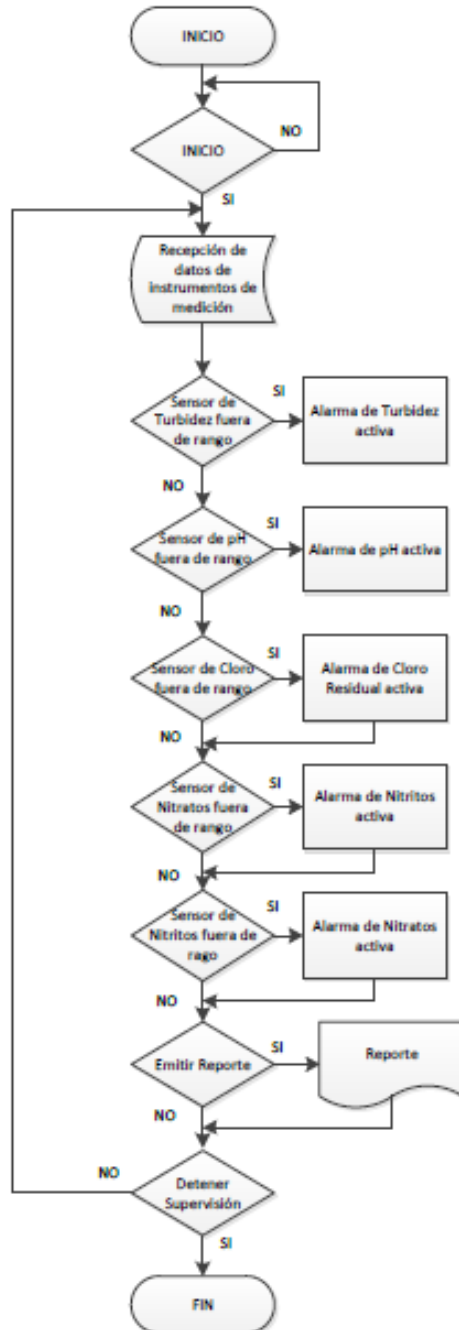 INICIO
INICIO
NO
SI
Recepción de
datos de
instrumentos de
medición
Sensor de
Turbidez fuera
de rango
SI
Alarma de Turbidez
activa
NO
Sensor de pH
fuera de rango
SI
Alarma de pH activa
NO
Sensor de Cloro
fuera de rango
SI
Alarma de Cloro
Residual activa
NO
Sensor de
Nitratos fuera
de rango
SI
Alarma de Nitritos
activa
NO
Sensor de
Nitritos fuera de
rago
SI
Alarma de Nitratos
activa
NO
Emitir Reporte
SI
Reporte
NO
Detener
Supervisión
NO
SI
FIN